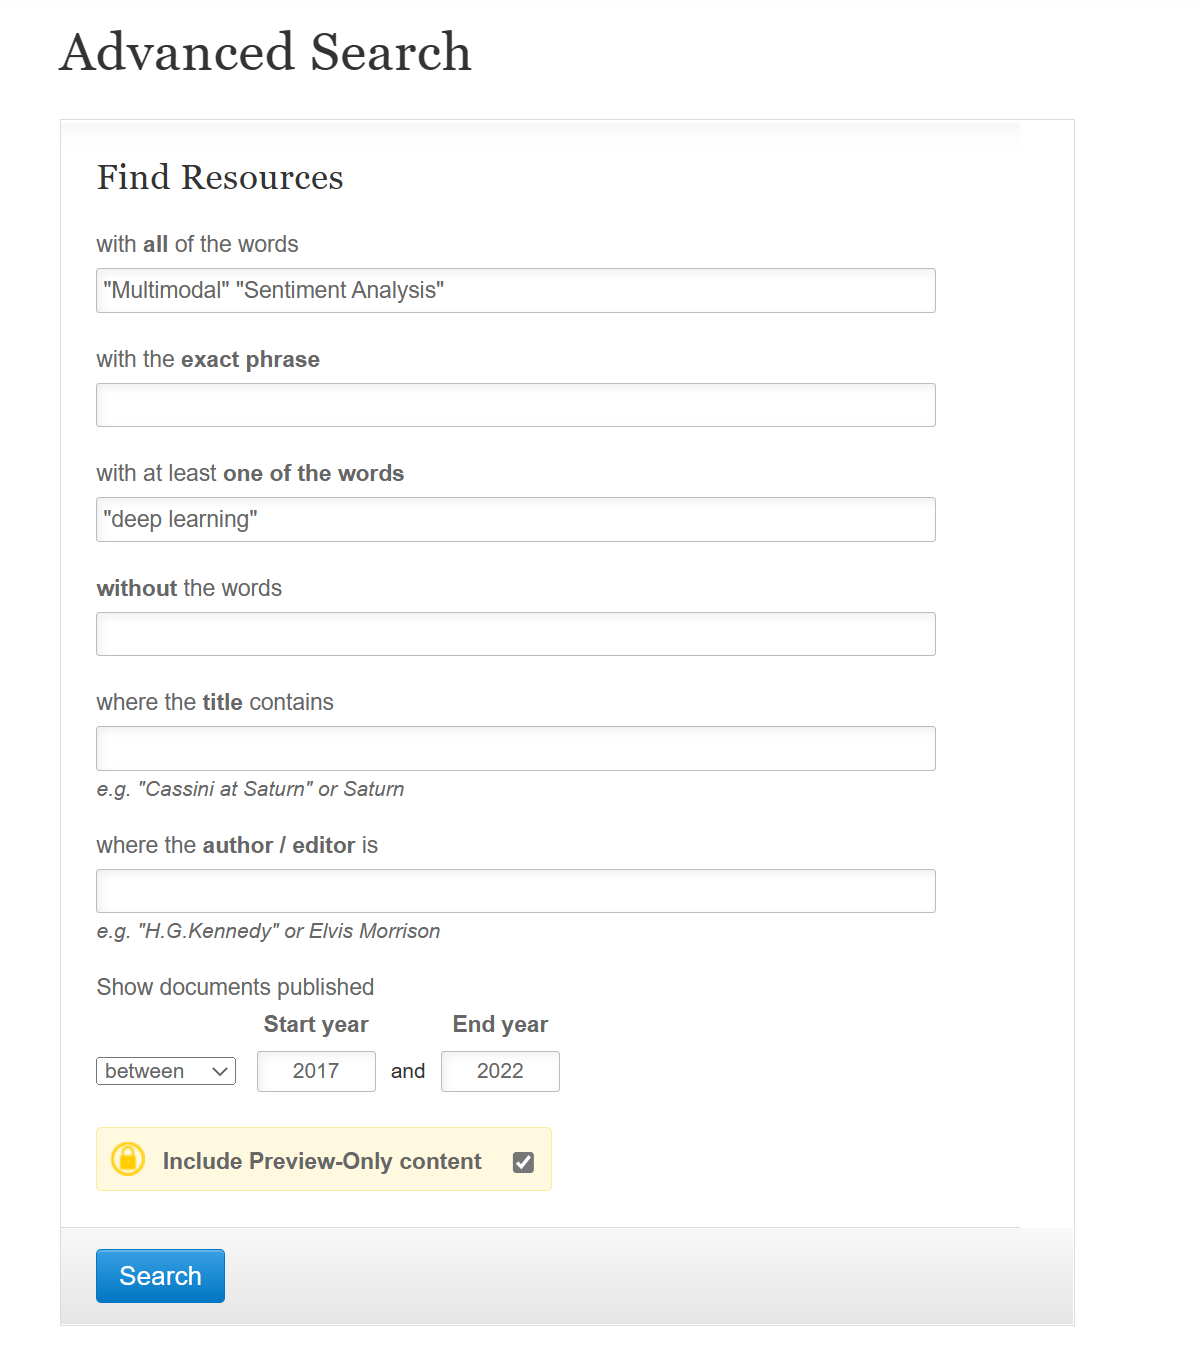 Advanced Search
Find Resources
with all of the words
"Multimodal" "Sentiment Analysis"
with the exact phrase
with at least one of the words
"deep learning"
without the words
where the title contains
e.g. "Cassini at Saturn" or Saturn
where the author / editor is
e.g. "H.G.Kennedy" or Elvis Morrison
Show documents published
Start year End year
between 2017 and 2022
Include Preview-Only content
Search